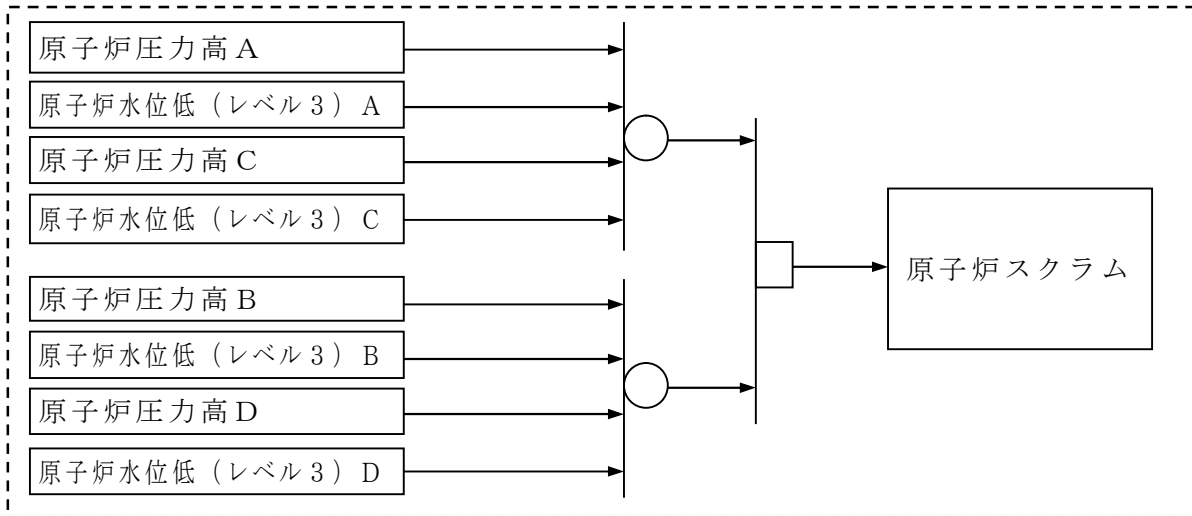 原子炉圧力高A
原子炉水位低（レベル３）A
原子炉圧力高C
原子炉水位低（レベル３）C
原子炉圧力高B
原子炉水位低（レベル３）B
原子炉圧力高D
原子炉水位低（レベル３）D
原子炉スクラム